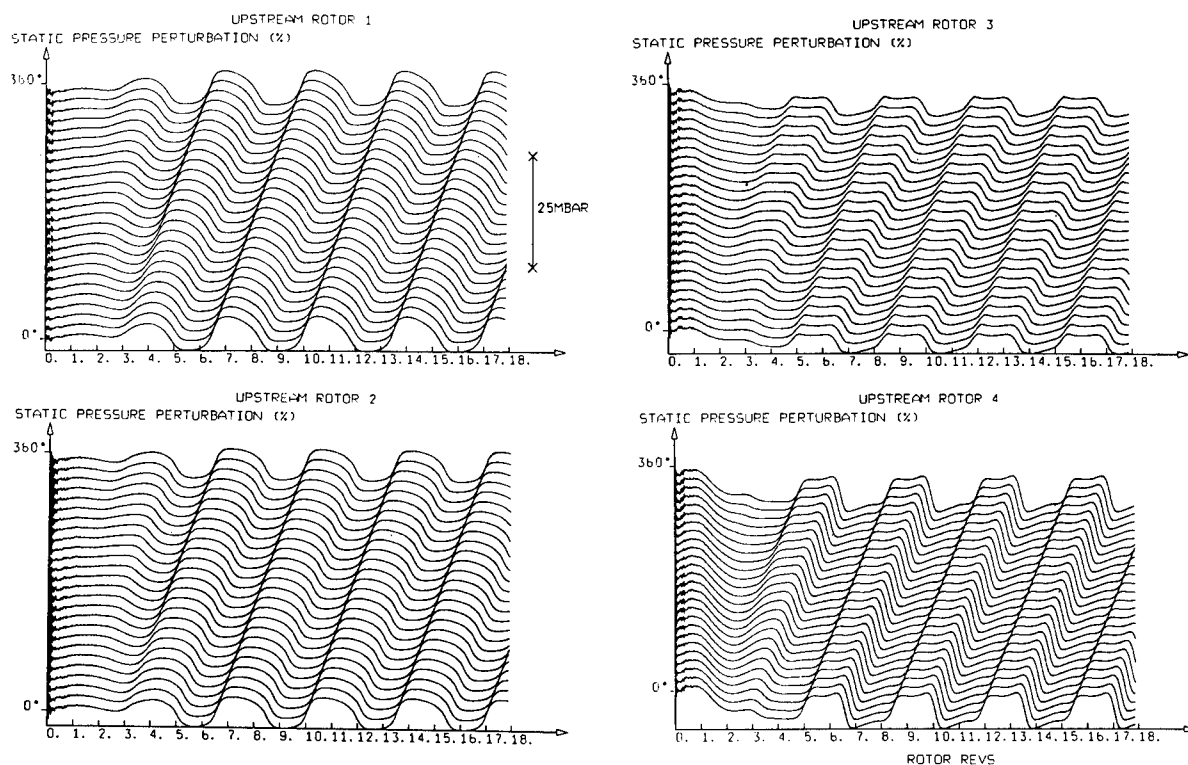 UPSTREAM ROTOR 1
STATIC PRESSURE PERTURBATION (%)
360°
25MBAR
0°
0. 1. 2. 3. 4. 5. 6. 7. 8. 9. 10. 11. 12. 13. 14. 15. 16. 17. 18.
UPSTREAM ROTOR 3
STATIC PRESSURE PERTURBATION (%)
360°
0°
0. 1. 2. 3. 4. 5. 6. 7. 8. 9. 10. 11. 12. 13. 14. 15. 16. 17. 18.
UPSTREAM ROTOR 2
STATIC PRESSURE PERTURBATION (%)
360°
0°
0. 1. 2. 3. 4. 5. 6. 7. 8. 9. 10. 11. 12. 13. 14. 15. 16. 17. 18.
UPSTREAM ROTOR 4
STATIC PRESSURE PERTURBATION (%)
360°
0°
0. 1. 2. 3. 4. 5. 6. 7. 8. 9. 10. 11. 12. 13. 14. 15. 16. 17. 18.
ROTOR REVS